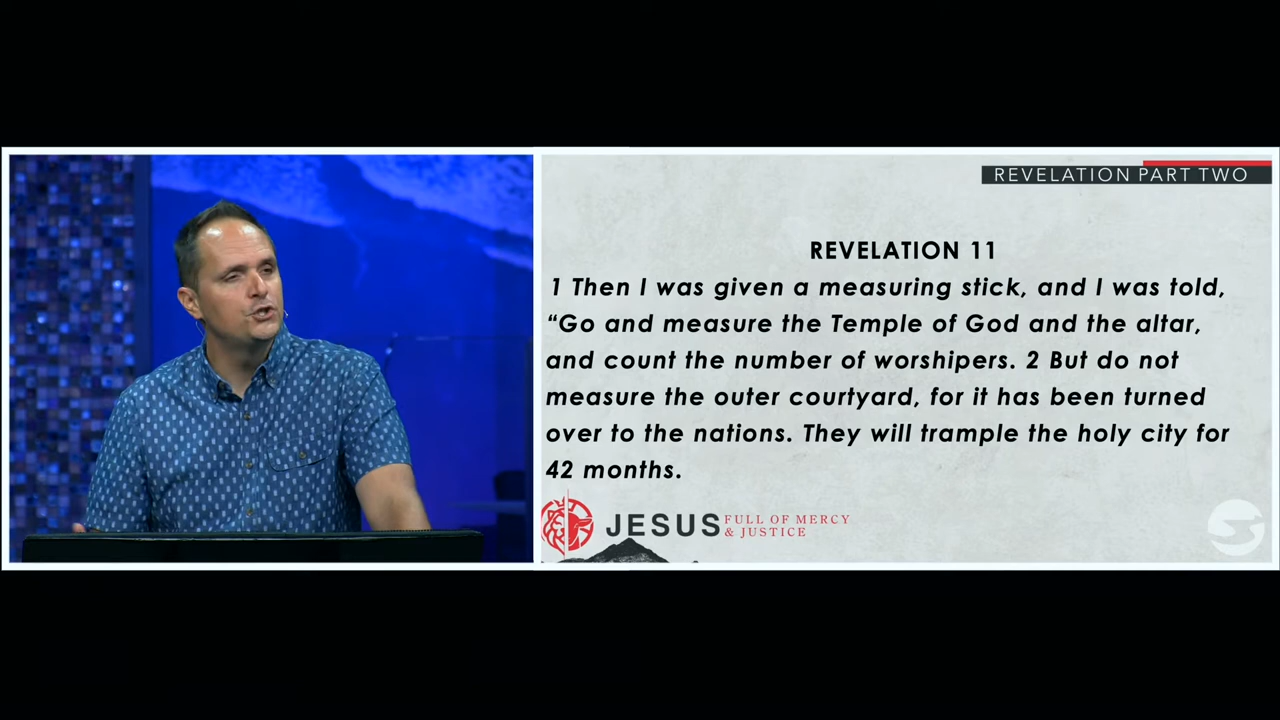 REVELATION PART TWO
REVELATION 11
1 Then I was given a measuring stick, and I was told,
“Go and measure the Temple of God and the altar,
and count the number of worshipers. 2 But do not
measure the outer courtyard, for it has been turned
over to the nations. They will trample the holy city for
42 months.
JESUS FULL OF MERCY
& JUSTICE